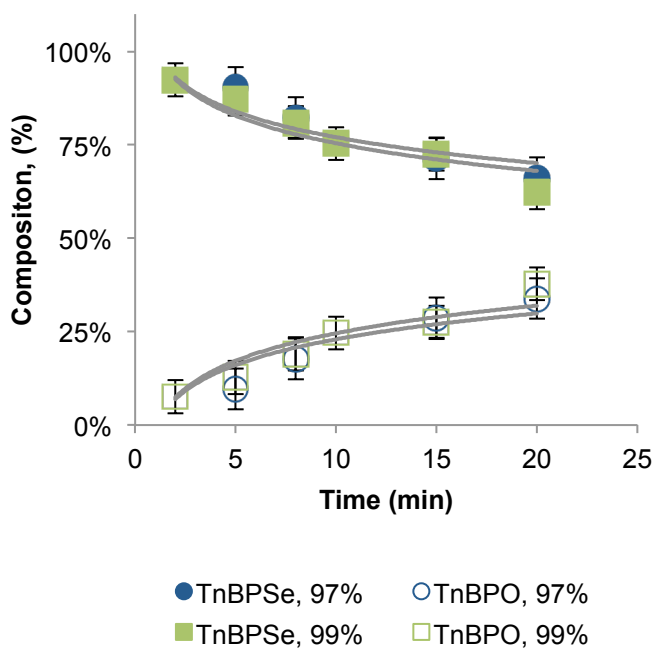 100%
75%
50%
25%
0%
Compositon, (%)
0 5 10 15 20 25
Time (min)
TnBPSe, 97% TnBPO, 97%
TnBPSe, 99% TnBPO, 99%